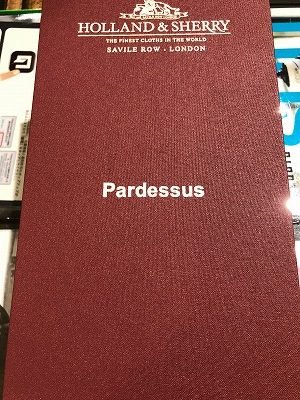 HOLLAND & SHERRY
THE FINEST CLOTHS IN THE WORLD
SAVILE ROW · LONDON
Pardessus